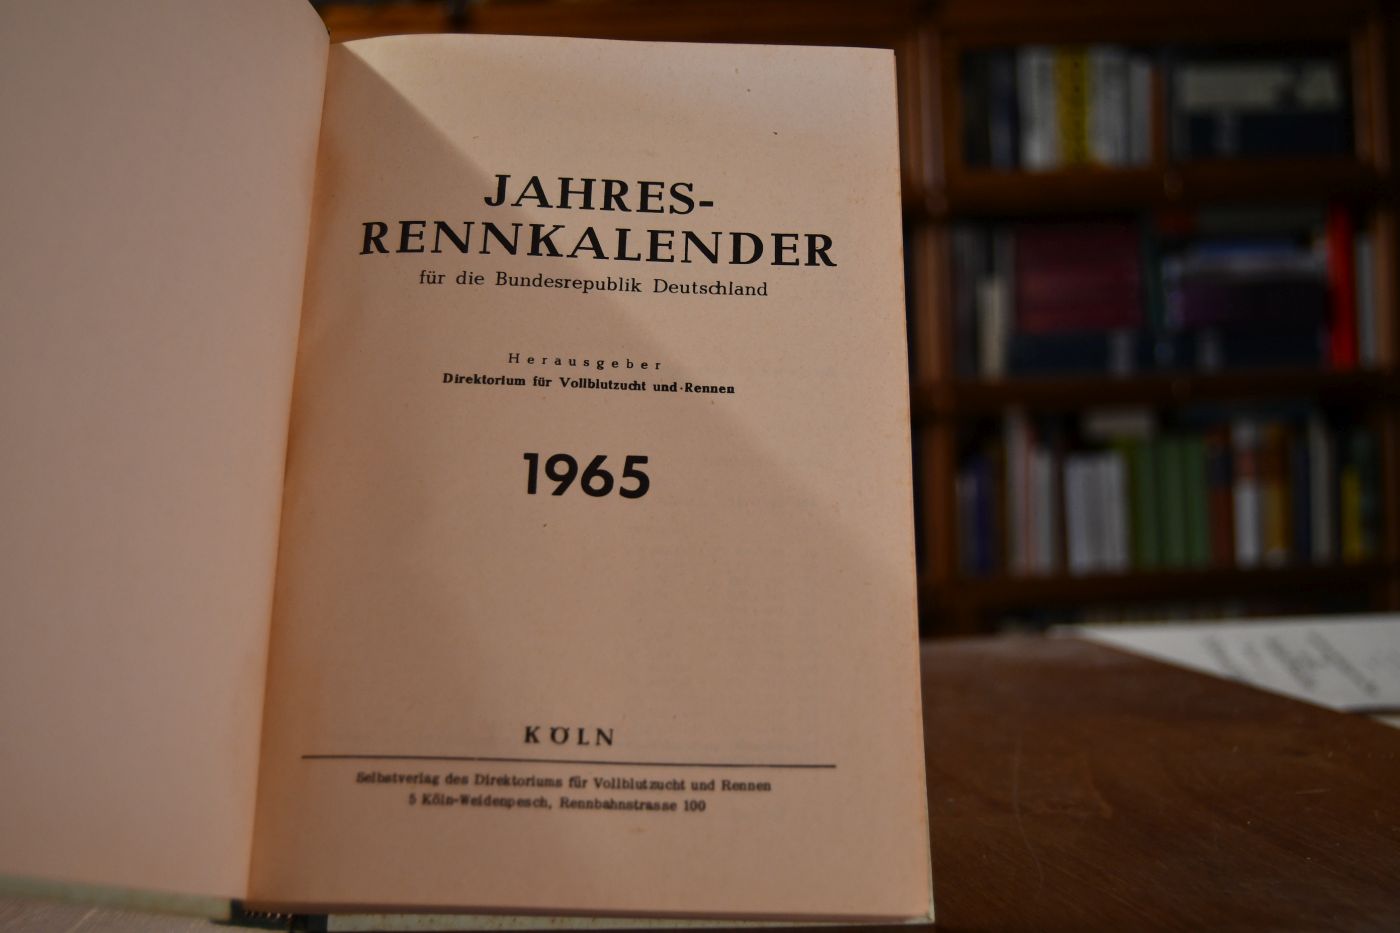 JAHRES-
RENNKALENDER
für die Bundesrepublik Deutschland
Herausgeber
Direktorium für Vollblutzucht und Rennen
1965
KÖLN
Selbstverlag des Direktoriums für Vollblutzucht und Rennen
5 Köln-Weidenpesch, Rennbahnstrasse 100